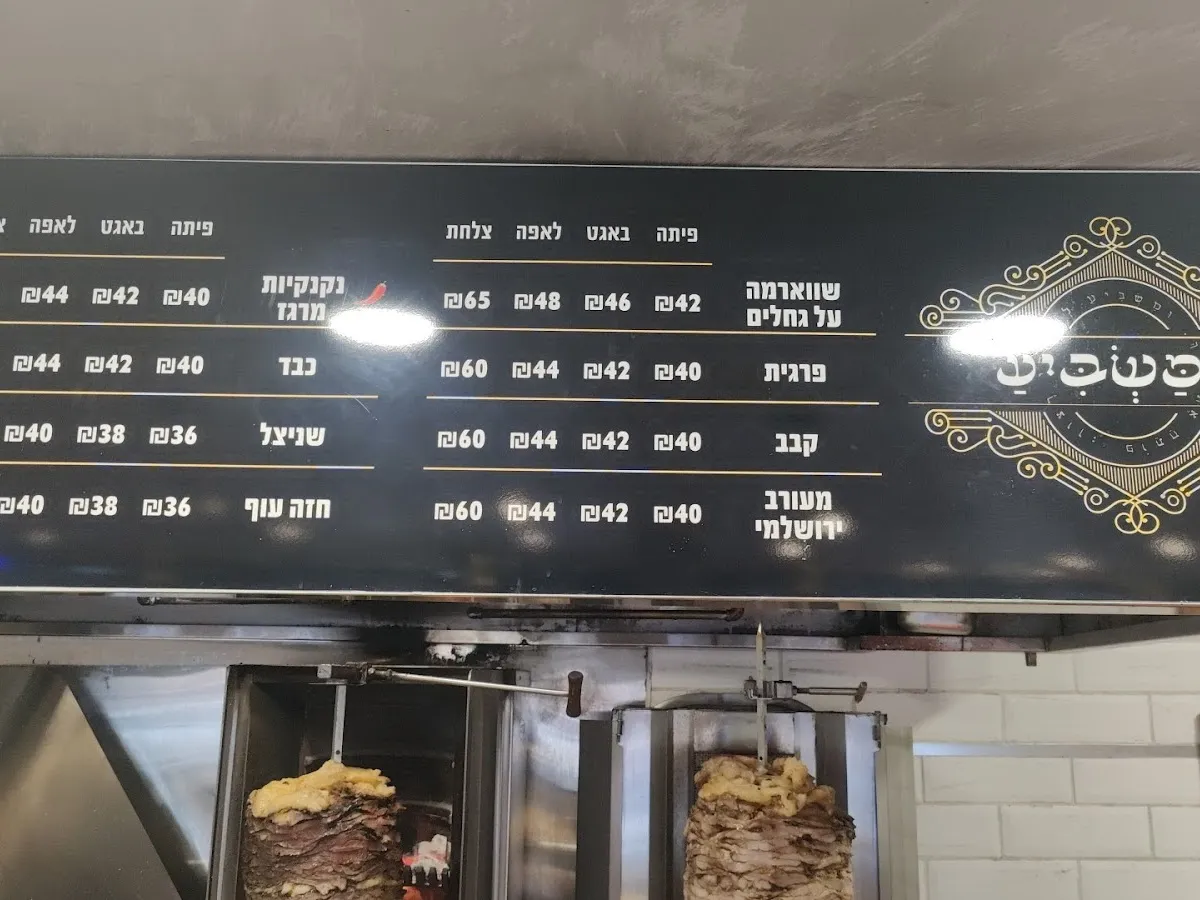 מַשְׂבִּיעַ
פיתה באגט לאפה צלחת
שווארמה
על גחלים
₪42 ₪46 ₪48 ₪65
פרגית ₪40 ₪42 ₪44 ₪60
קבב ₪40 ₪42 ₪44 ₪60
מעורב
ירושלמי
₪40 ₪42 ₪44 ₪60
פיתה באגט לאפה
נקנקיות
מרגז
₪40 ₪42 ₪44
כבד ₪40 ₪42 ₪44
שניצל ₪36 ₪38 ₪40
חזה עוף ₪36 ₪38 ₪40